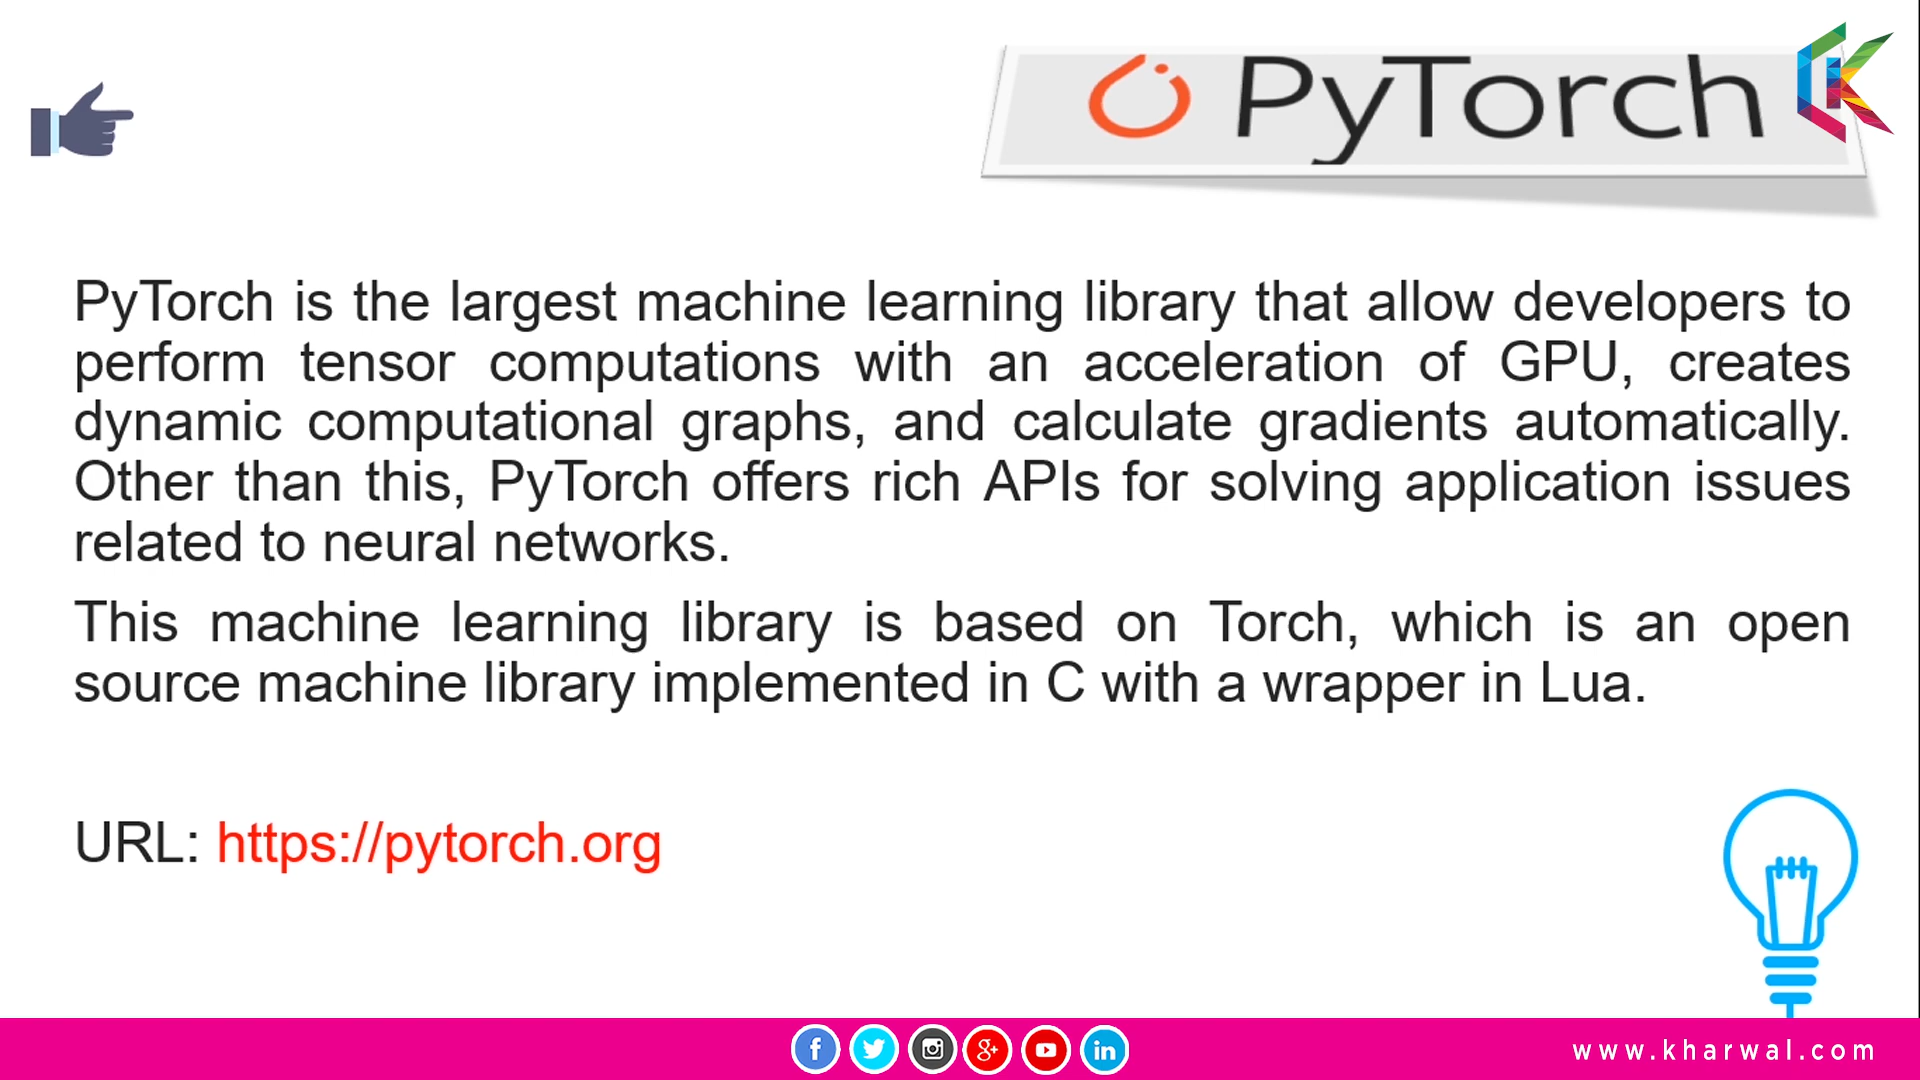 PyTorch
PyTorch is the largest machine learning library that allow developers to
perform tensor computations with an acceleration of GPU, creates
dynamic computational graphs, and calculate gradients automatically.
Other than this, PyTorch offers rich APIs for solving application issues
related to neural networks.
This machine learning library is based on Torch, which is an open
source machine library implemented in C with a wrapper in Lua.
URL: https://pytorch.org
www.kharwal.com